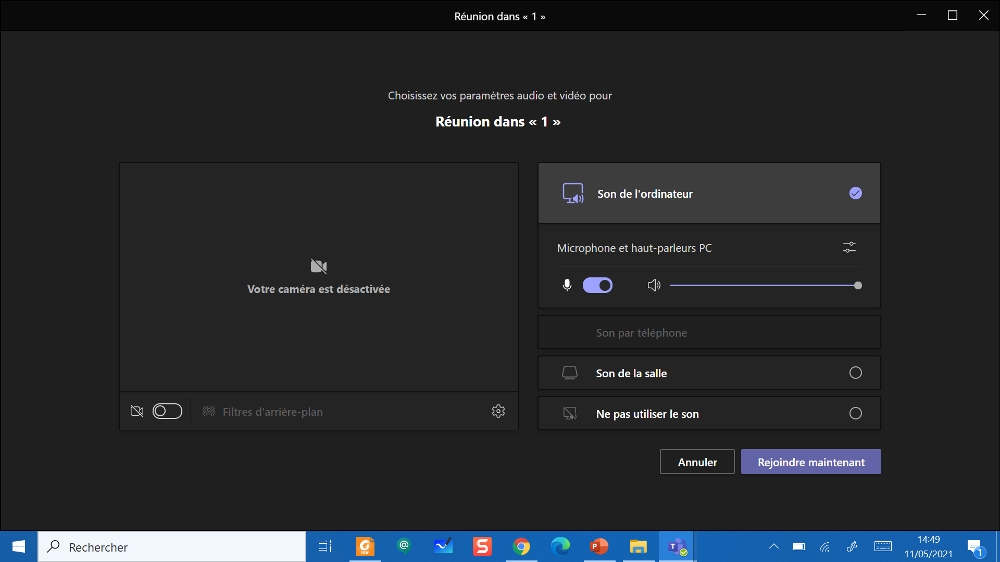 Réunion dans « 1 »
Choisissez vos paramètres audio et vidéo pour
Réunion dans « 1 »
Votre caméra est désactivée
Filtres d'arrière-plan
Son de l'ordinateur
Microphone et haut-parleurs PC
Son par téléphone
Son de la salle
Ne pas utiliser le son
Annuler
Rejoindre maintenant
Rechercher
PDF
@
S
P
T
14:49
11/05/2021
1